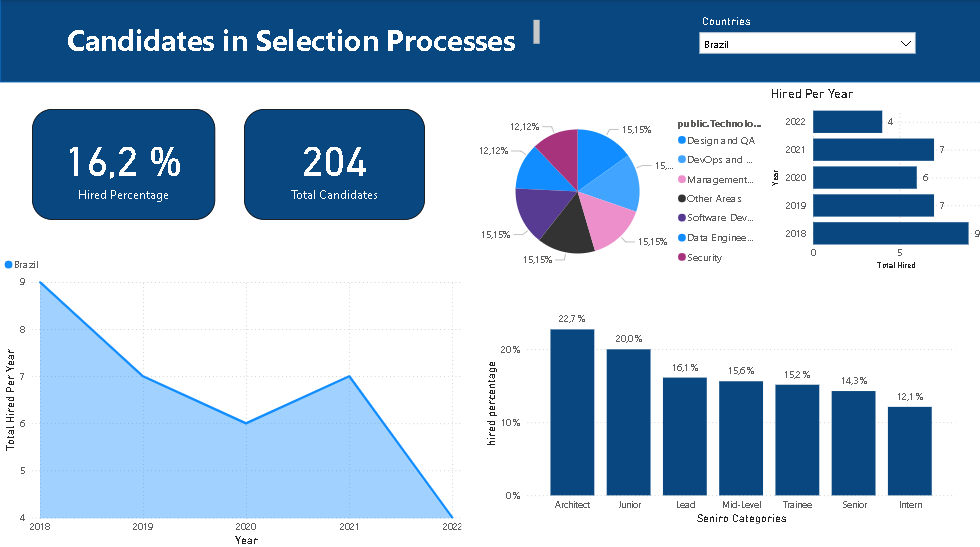 Candidates in Selection Processes
Countries
Brazil
16,2 %
Hired Percentage
204
Total Candidates
12,12%
15,15%
12,12%
15,...
15,15%
15,15%
15,15%
public.Technolo...
Design and QA
DevOps and ...
Management...
Other Areas
Software Dev...
Data Enginee...
Security
Hired Per Year
Year
2022
4
2021
7
2020
6
2019
7
2018
9
0
5
Total Hired
Brazil
Total Hired Per Year
9
8
7
6
5
4
2018
2019
2020
2021
2022
Year
hired percentage
20%
10%
0%
22,7%
20,0%
16,1%
15,6%
15,2%
14,3%
12,1%
Architect
Junior
Lead
Mid-Level
Trainee
Senior
Intern
Seniro Categories